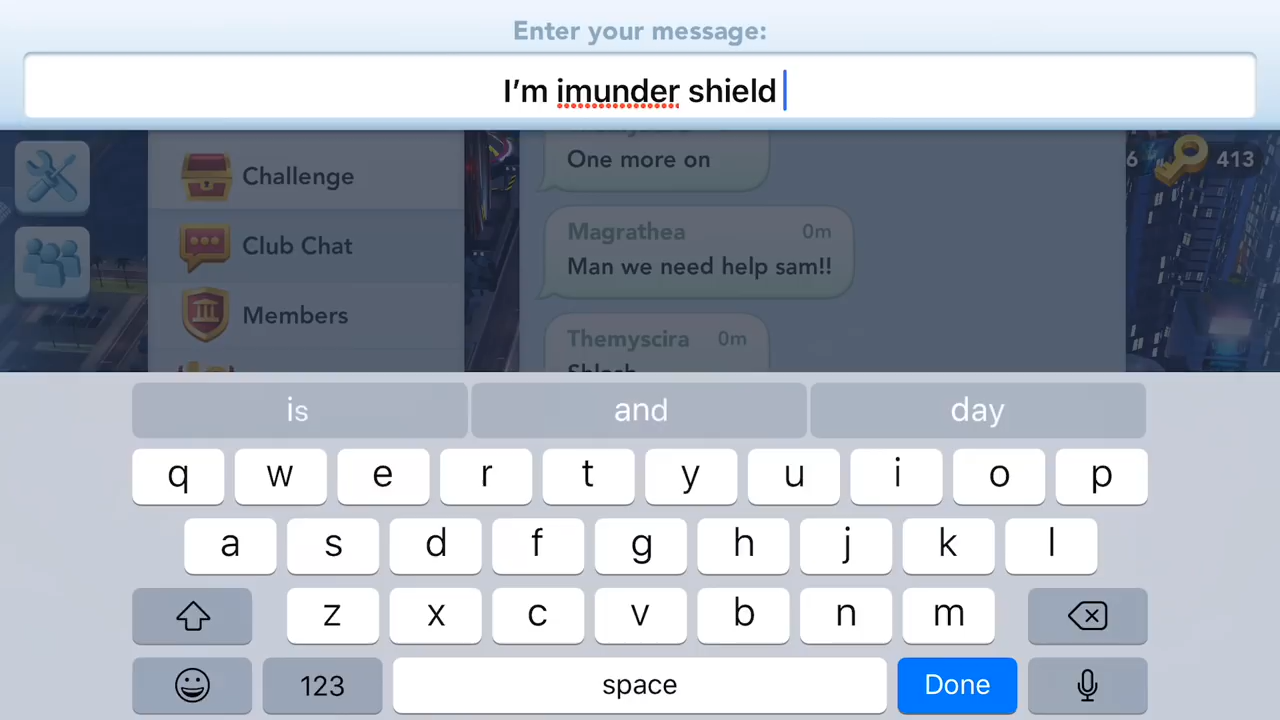 Enter your message:
I’m imunder shield
Challenge
Club Chat
Members
One more on
Magrathea 0m
Man we need help sam!!
Themyscira 0m
6 413
is and day
q w e r t y u i o p
a s d f g h j k l
z x c v b n m
123 space Done